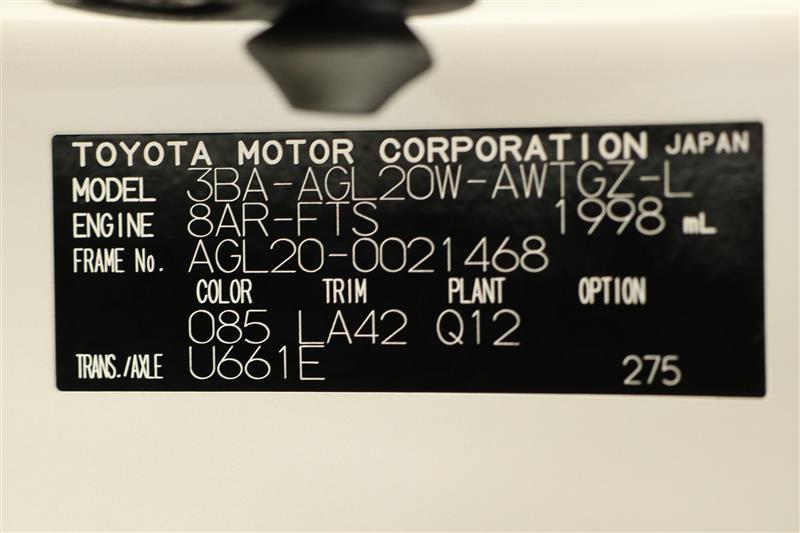 TOYOTA MOTOR CORPORATION JAPAN
MODEL 3BA-AGL20W-AWTGZ-L
ENGINE 8AR-FTS 1998 mL
FRAME No. AGL20-0021468
COLOR TRIM PLANT OPTION
085 LA42 Q12
TRANS./AXLE U661E 275